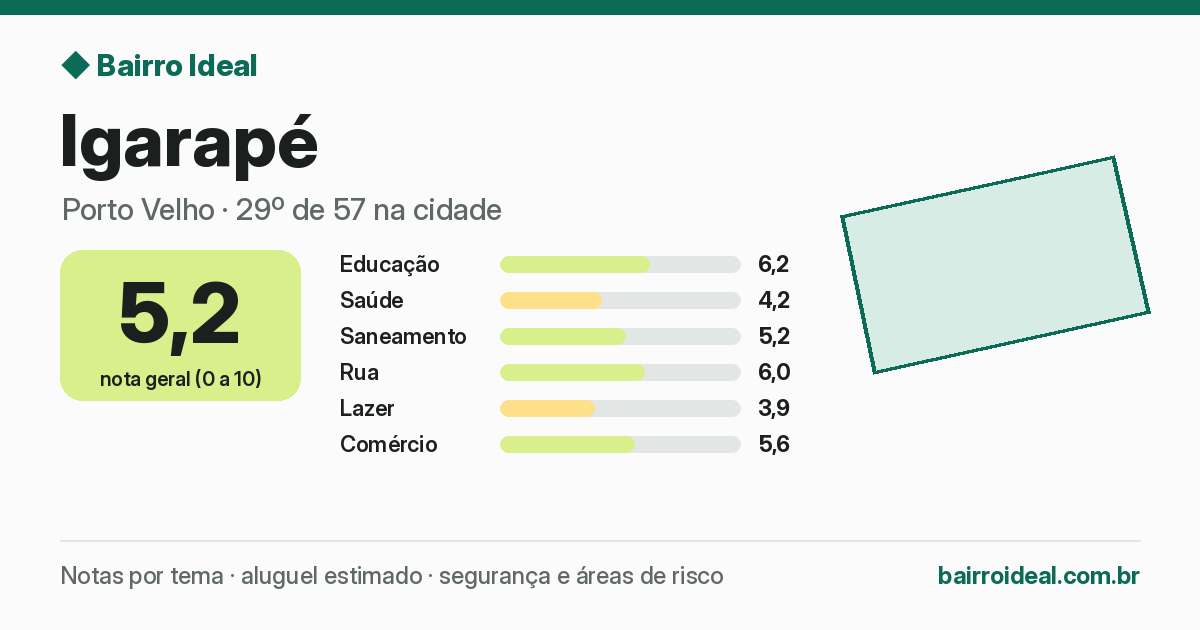 Bairro Ideal
Igarapé
Porto Velho · 29º de 57 na cidade
5,2
nota geral (0 a 10)
Educação 6,2
Saúde 4,2
Saneamento 5,2
Rua 6,0
Lazer 3,9
Comércio 5,6
Notas por tema · aluguel estimado · segurança e áreas de risco
bairroideal.com.br